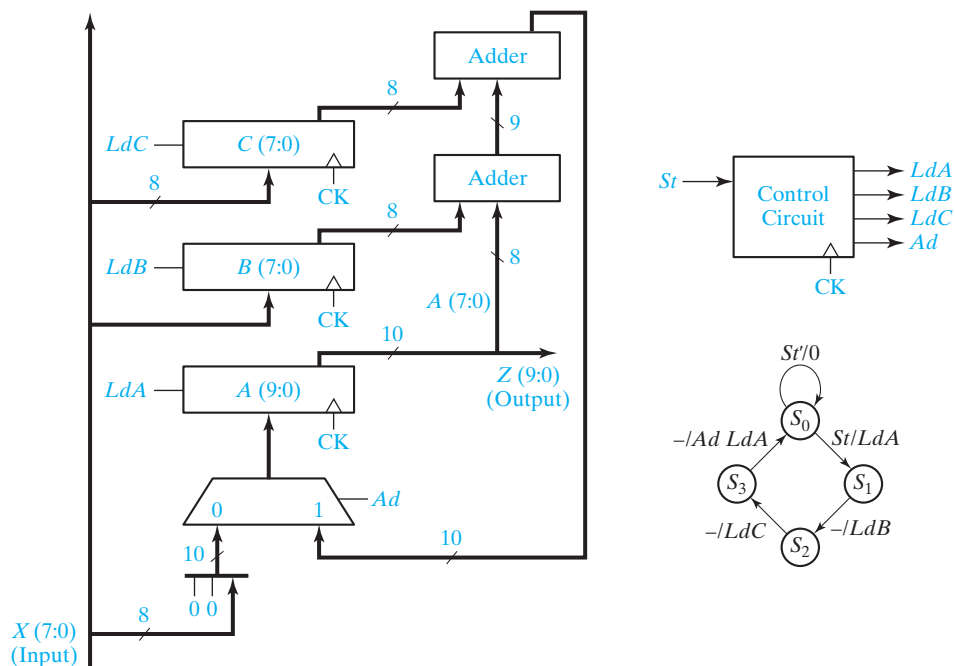 Adder
8
9
LdC
C (7:0)
CK
8
Adder
8
8
LdB
B (7:0)
CK
A (7:0)
10
LdA
A (9:0)
CK
Z (9:0)
(Output)
0
1
Ad
10
10
0 0
8
X (7:0)
(Input)
St
Control
Circuit
CK
LdA
LdB
LdC
Ad
St'/0
S0
–/Ad LdA
St/LdA
S3
S1
–/LdC
–/LdB
S2